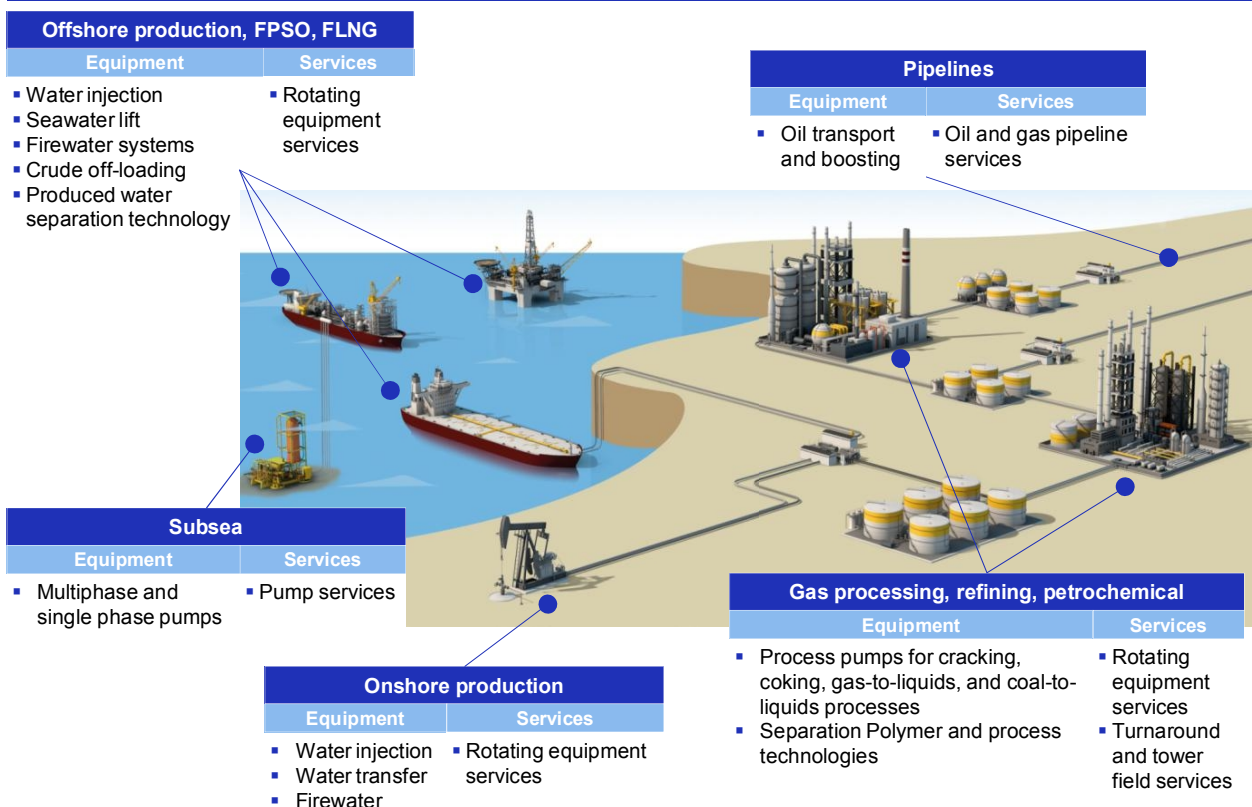 Offshore production, FPSO, FLNG
Equipment
Services
▪ Water injection
▪ Seawater lift
▪ Firewater systems
▪ Crude off-loading
▪ Produced water
separation technology
▪ Rotating
equipment
services
Pipelines
Equipment
Services
▪ Oil transport
and boosting
▪ Oil and gas pipeline
services
Subsea
Equipment
Services
▪ Multiphase and
single phase pumps
▪ Pump services
Onshore production
Equipment
Services
▪ Water injection
▪ Water transfer
▪ Firewater
▪ Rotating equipment
services
Gas processing, refining, petrochemical
Equipment
Services
▪ Process pumps for cracking,
coking, gas-to-liquids, and coal-to-
liquids processes
▪ Separation Polymer and process
technologies
▪ Rotating
equipment
services
▪ Turnaround
and tower
field services